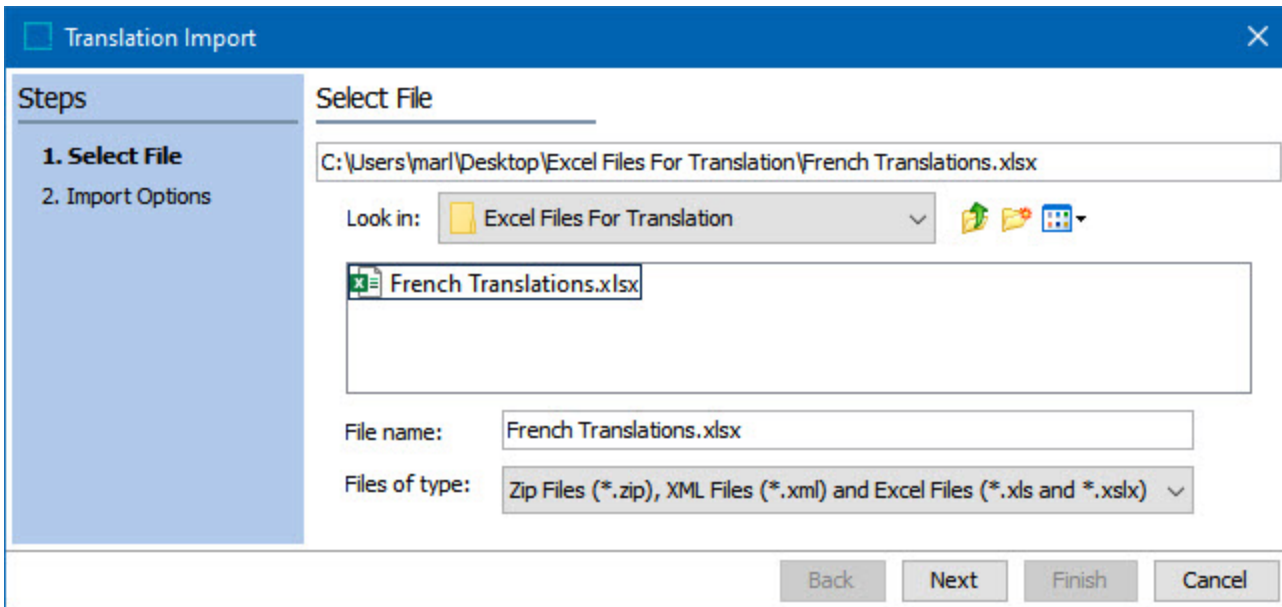 Translation Import
Steps
1. Select File
2. Import Options
Select File
C:\Users\marl\Desktop\Excel Files For Translation\French Translations.xlsx
Look in: Excel Files For Translation
French Translations.xlsx
File name: French Translations.xlsx
Files of type: Zip Files (*.zip), XML Files (*.xml) and Excel Files (*.xls and *.xslx)
Back Next Finish Cancel